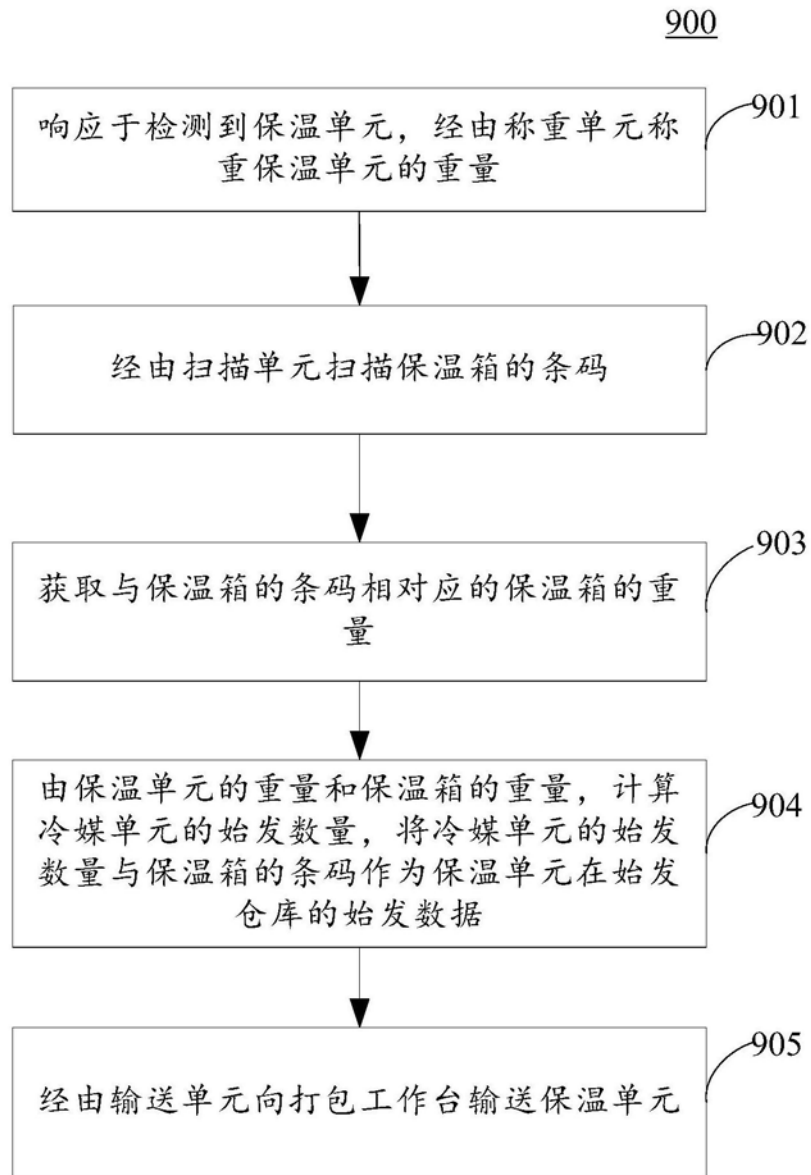 900
响应于检测到保温单元，经由称重单元称
重保温单元的重量
901
经由扫描单元扫描保温箱的条码
902
获取与保温箱的条码相对应的保温箱的重
量
903
由保温单元的重量和保温箱的重量，计算
冷媒单元的始发数量，将冷媒单元的始发
数量与保温箱的条码作为保温单元在始发
仓库的始发数据
904
经由输送单元向打包工作台输送保温单元
905